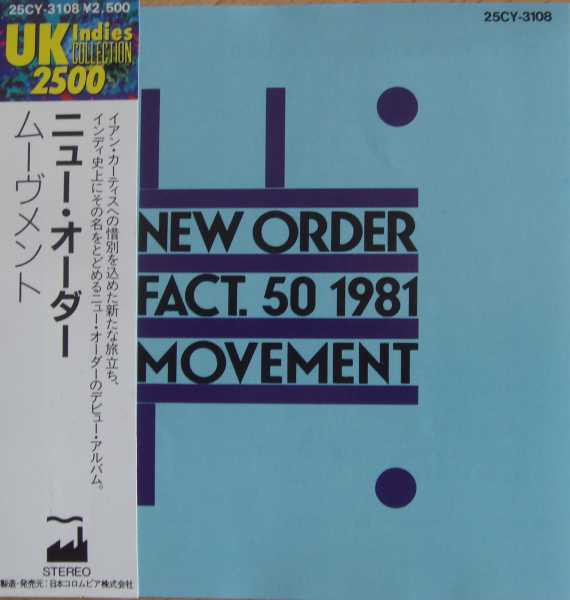 25CY-3108 ¥2,500
UK Indies
COLLECTION
2500
ニュー・オーダー
ムーヴメント
イアン・カーティスへの惜別を込めた新たな旅立ち、
インディ史上にその名をとどめるニュー・オーダーのデビュー・アルバム。
STEREO
製造・発売元:日本コロムビア株式会社
25CY-3108
NEW ORDER
FACT. 50 1981
MOVEMENT